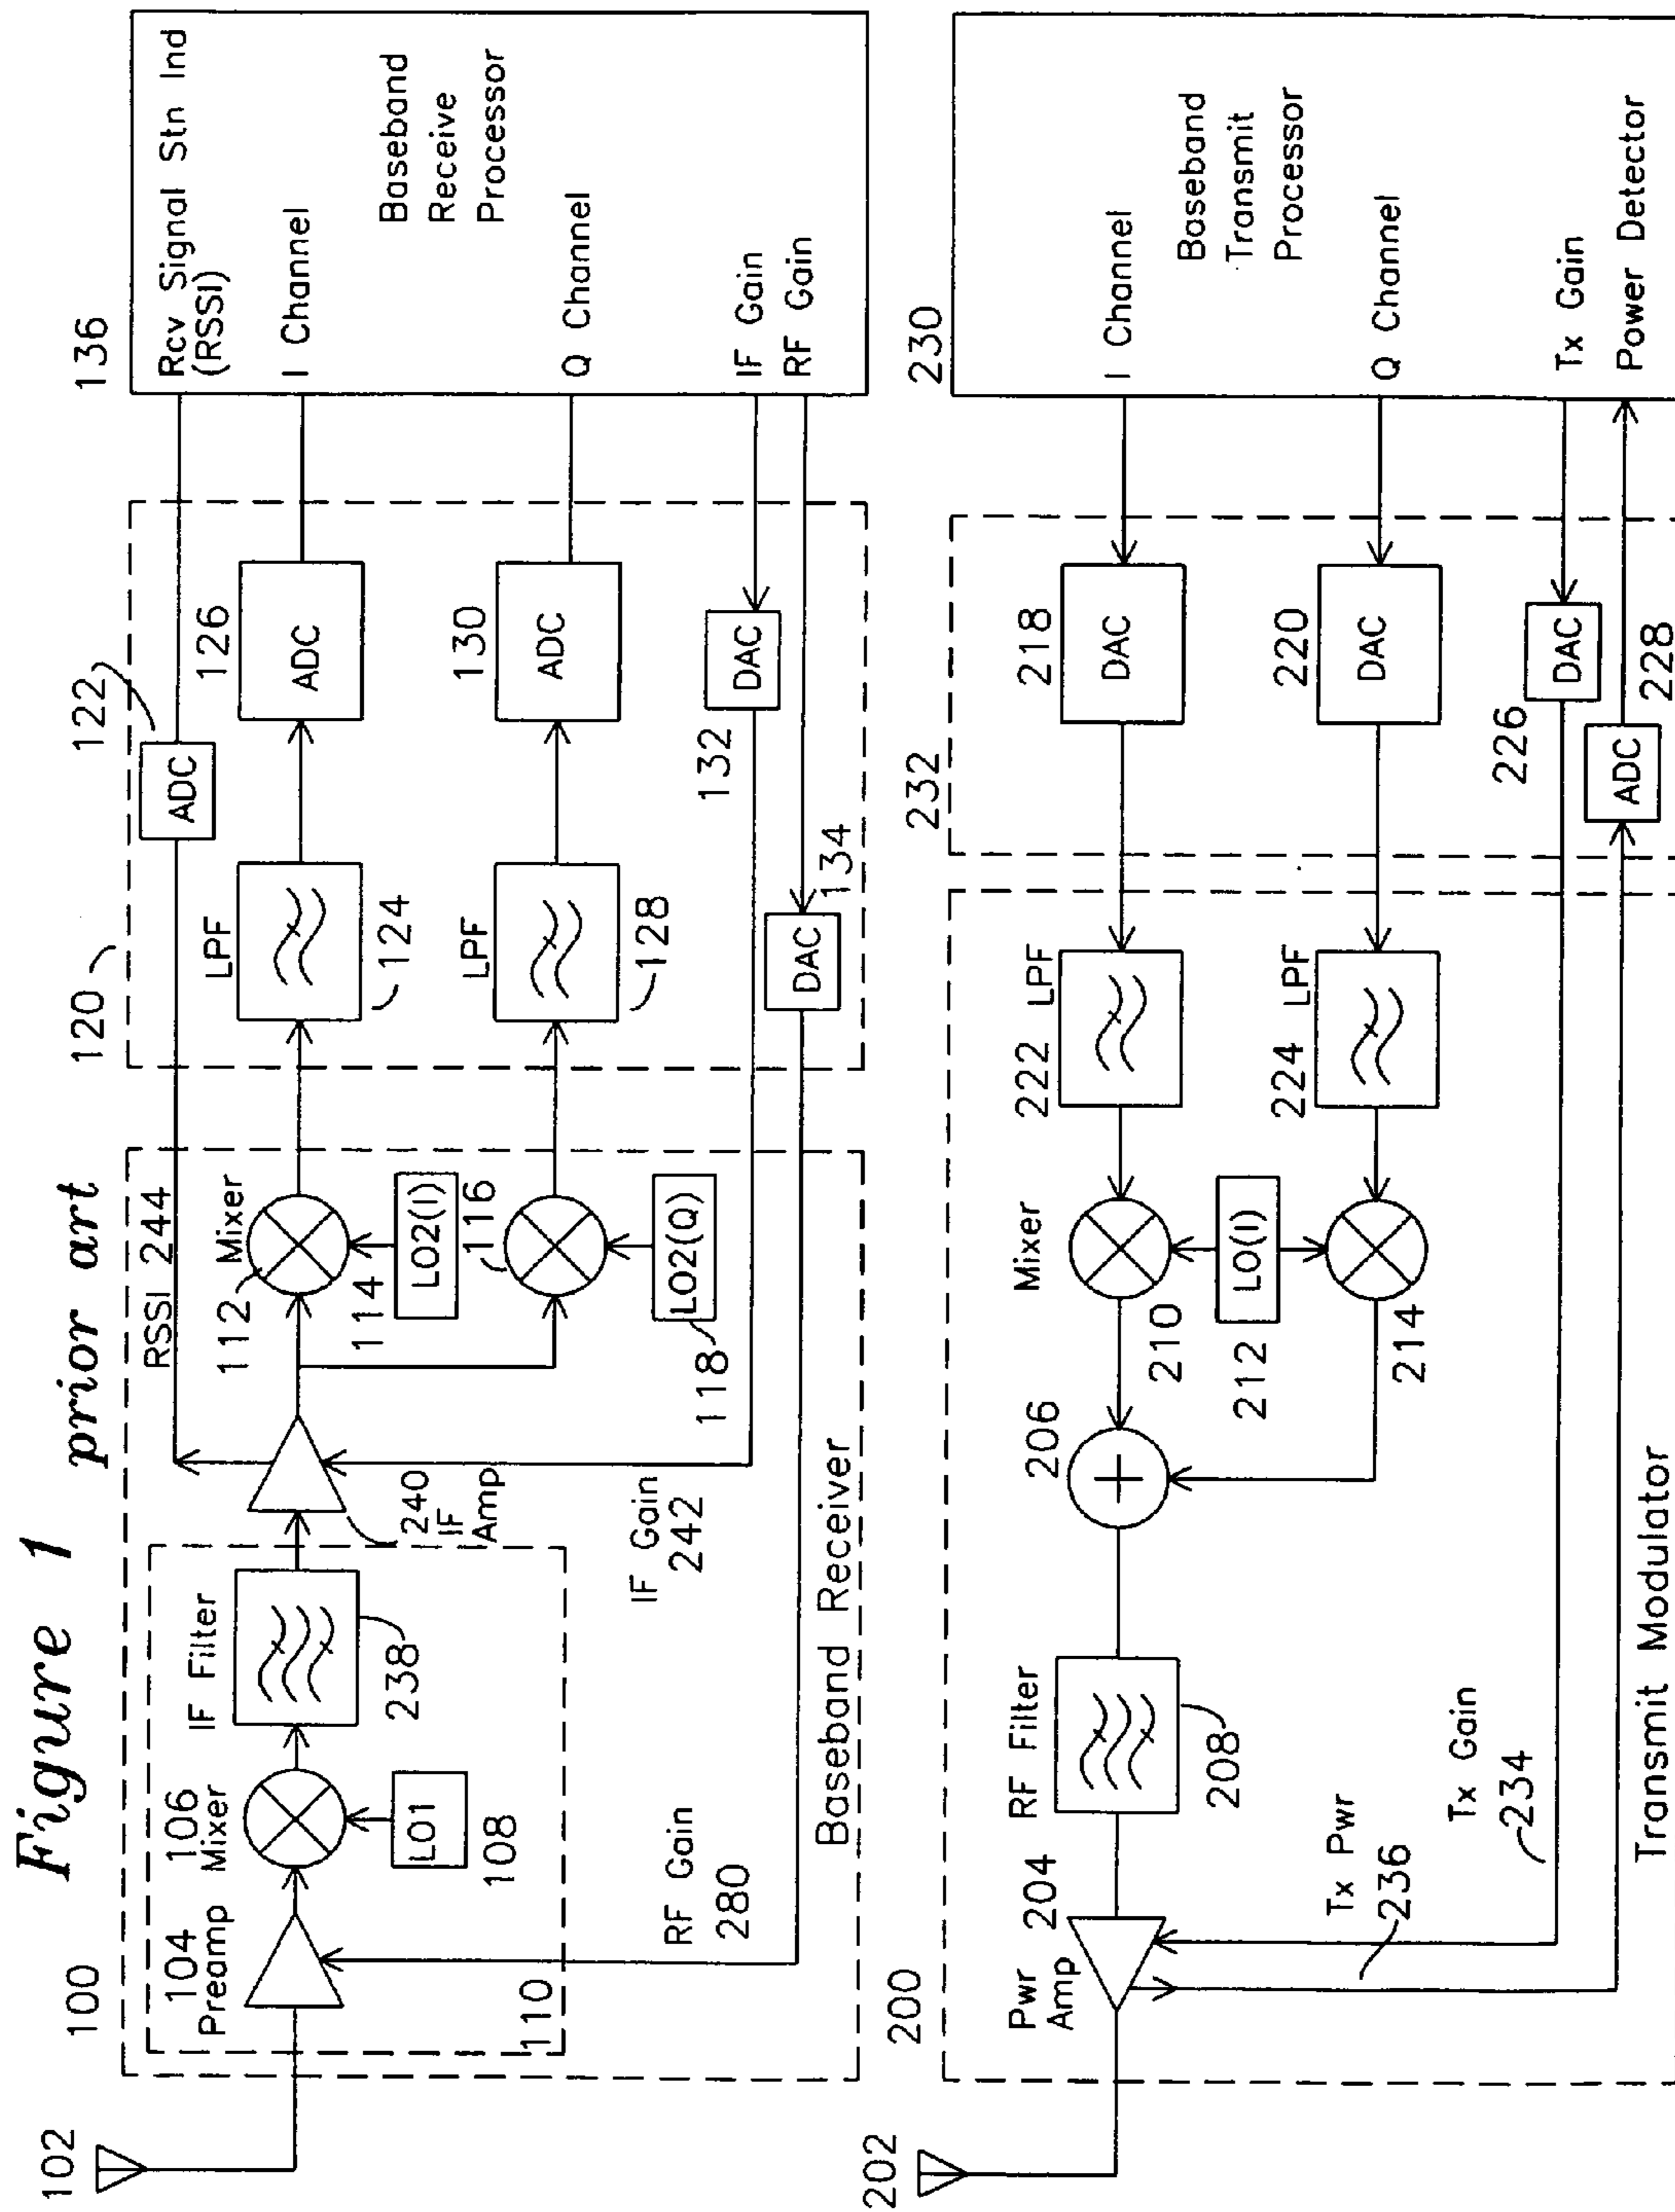 Figure 1
prior art
102
100
104
Preamp
106
Mixer
LO1
108
110
IF Filter
238
240
IF
Amp
RSSI 244
112
Mixer
114
LO2(I)
116
LO2(Q)
118
RF Gain
280
IF Gain
242
Baseband Receiver
120
122
ADC
LPF
124
126
ADC
LPF
128
130
ADC
132
DAC
134
DAC
136
Rcv Signal Stn Ind
(RSSI)
I Channel
Baseband
Receive
Processor
Q Channel
IF Gain
RF Gain
202
200
Pwr
Amp
204
RF Filter
208
206
Mixer
210
LO(I)
212
214
222
LPF
224
LPF
Tx Pwr
236
Tx Gain
234
Transmit Modulator
232
218
DAC
220
DAC
226
DAC
ADC
228
230
I Channel
Baseband
Transmit
Processor
Q Channel
Tx Gain
Power Detector